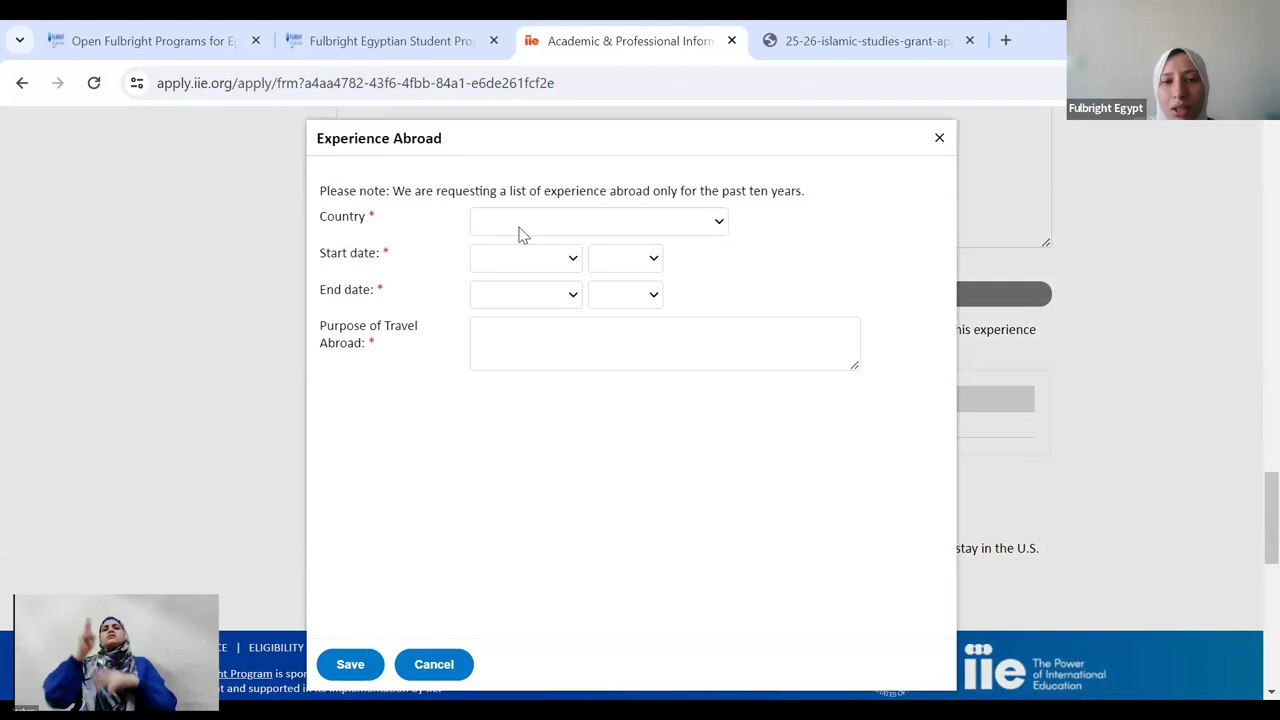 Open Fulbright Programs for Eg
Fulbright Egyptian Student Pro
iie Academic & Professional Inform
25-26-islamic-studies-grant-ap
apply.iie.org/apply/frm?a4aa4782-43f6-4fbb-84a1-e6de261fcf2e
Fulbright Egypt
Experience Abroad
Please note: We are requesting a list of experience abroad only for the past ten years.
Country *
Start date: *
End date: *
Purpose of Travel
Abroad: *
his experience
stay in the U.S.
Save
Cancel
CE | ELIGIBILITY
ht Program is spon
t and supported in its implementation by iie.
iie The Power
of International
Education